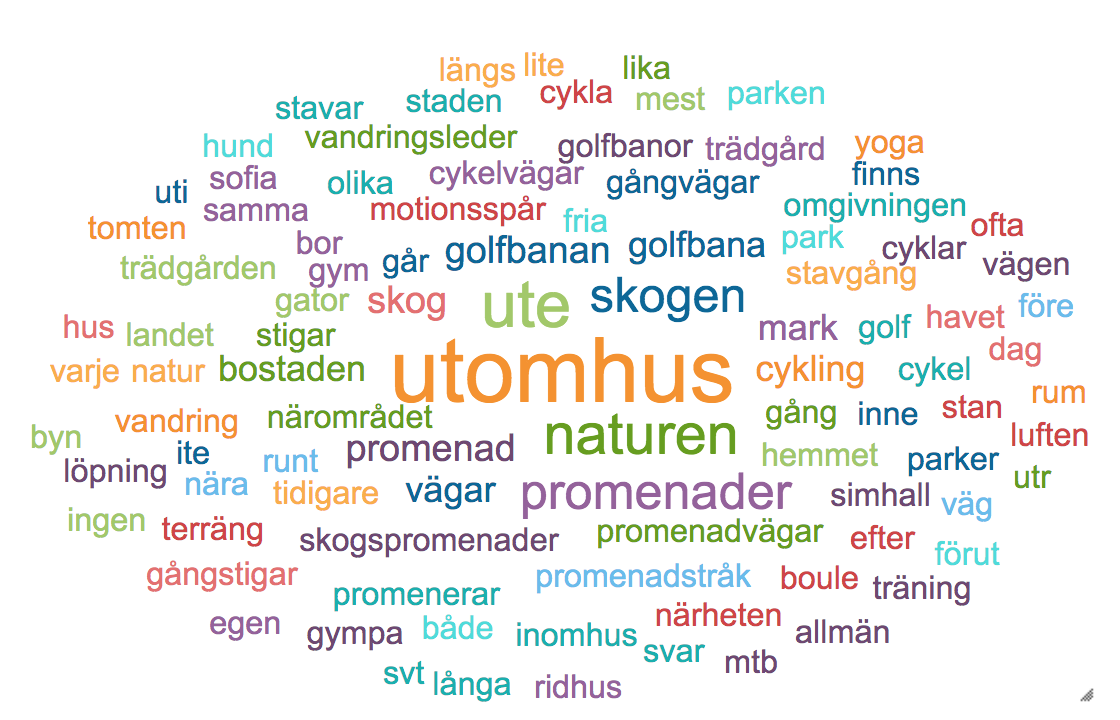 längs lite lika
stavar staden cykla mest parken
hund vandringsleder golfbanor trädgård yoga
uti sofia olika cykelvägar gångvägar finns
tomten samma motionsspår fria omgivningen ofta
bor går golfbanan golfbana park cyklar vägen
trädgården gym stavgång
gator skog ute skogen före
hus landet stigar mark golf havet dag
varje natur bostaden utomhus cykling cykel rum
byn vandring närområdet gång inne stan luften
löpning ite runt promenad naturen hemmet parker utr
nära tidigare vägar promenader simhall väg
ingen terräng skogspromenader promenadvägar efter förut
gångstigar promenerar promenadstråk boule träning
egen gympa både inomhus närheten allmän
svt långa ridhus svar mtb